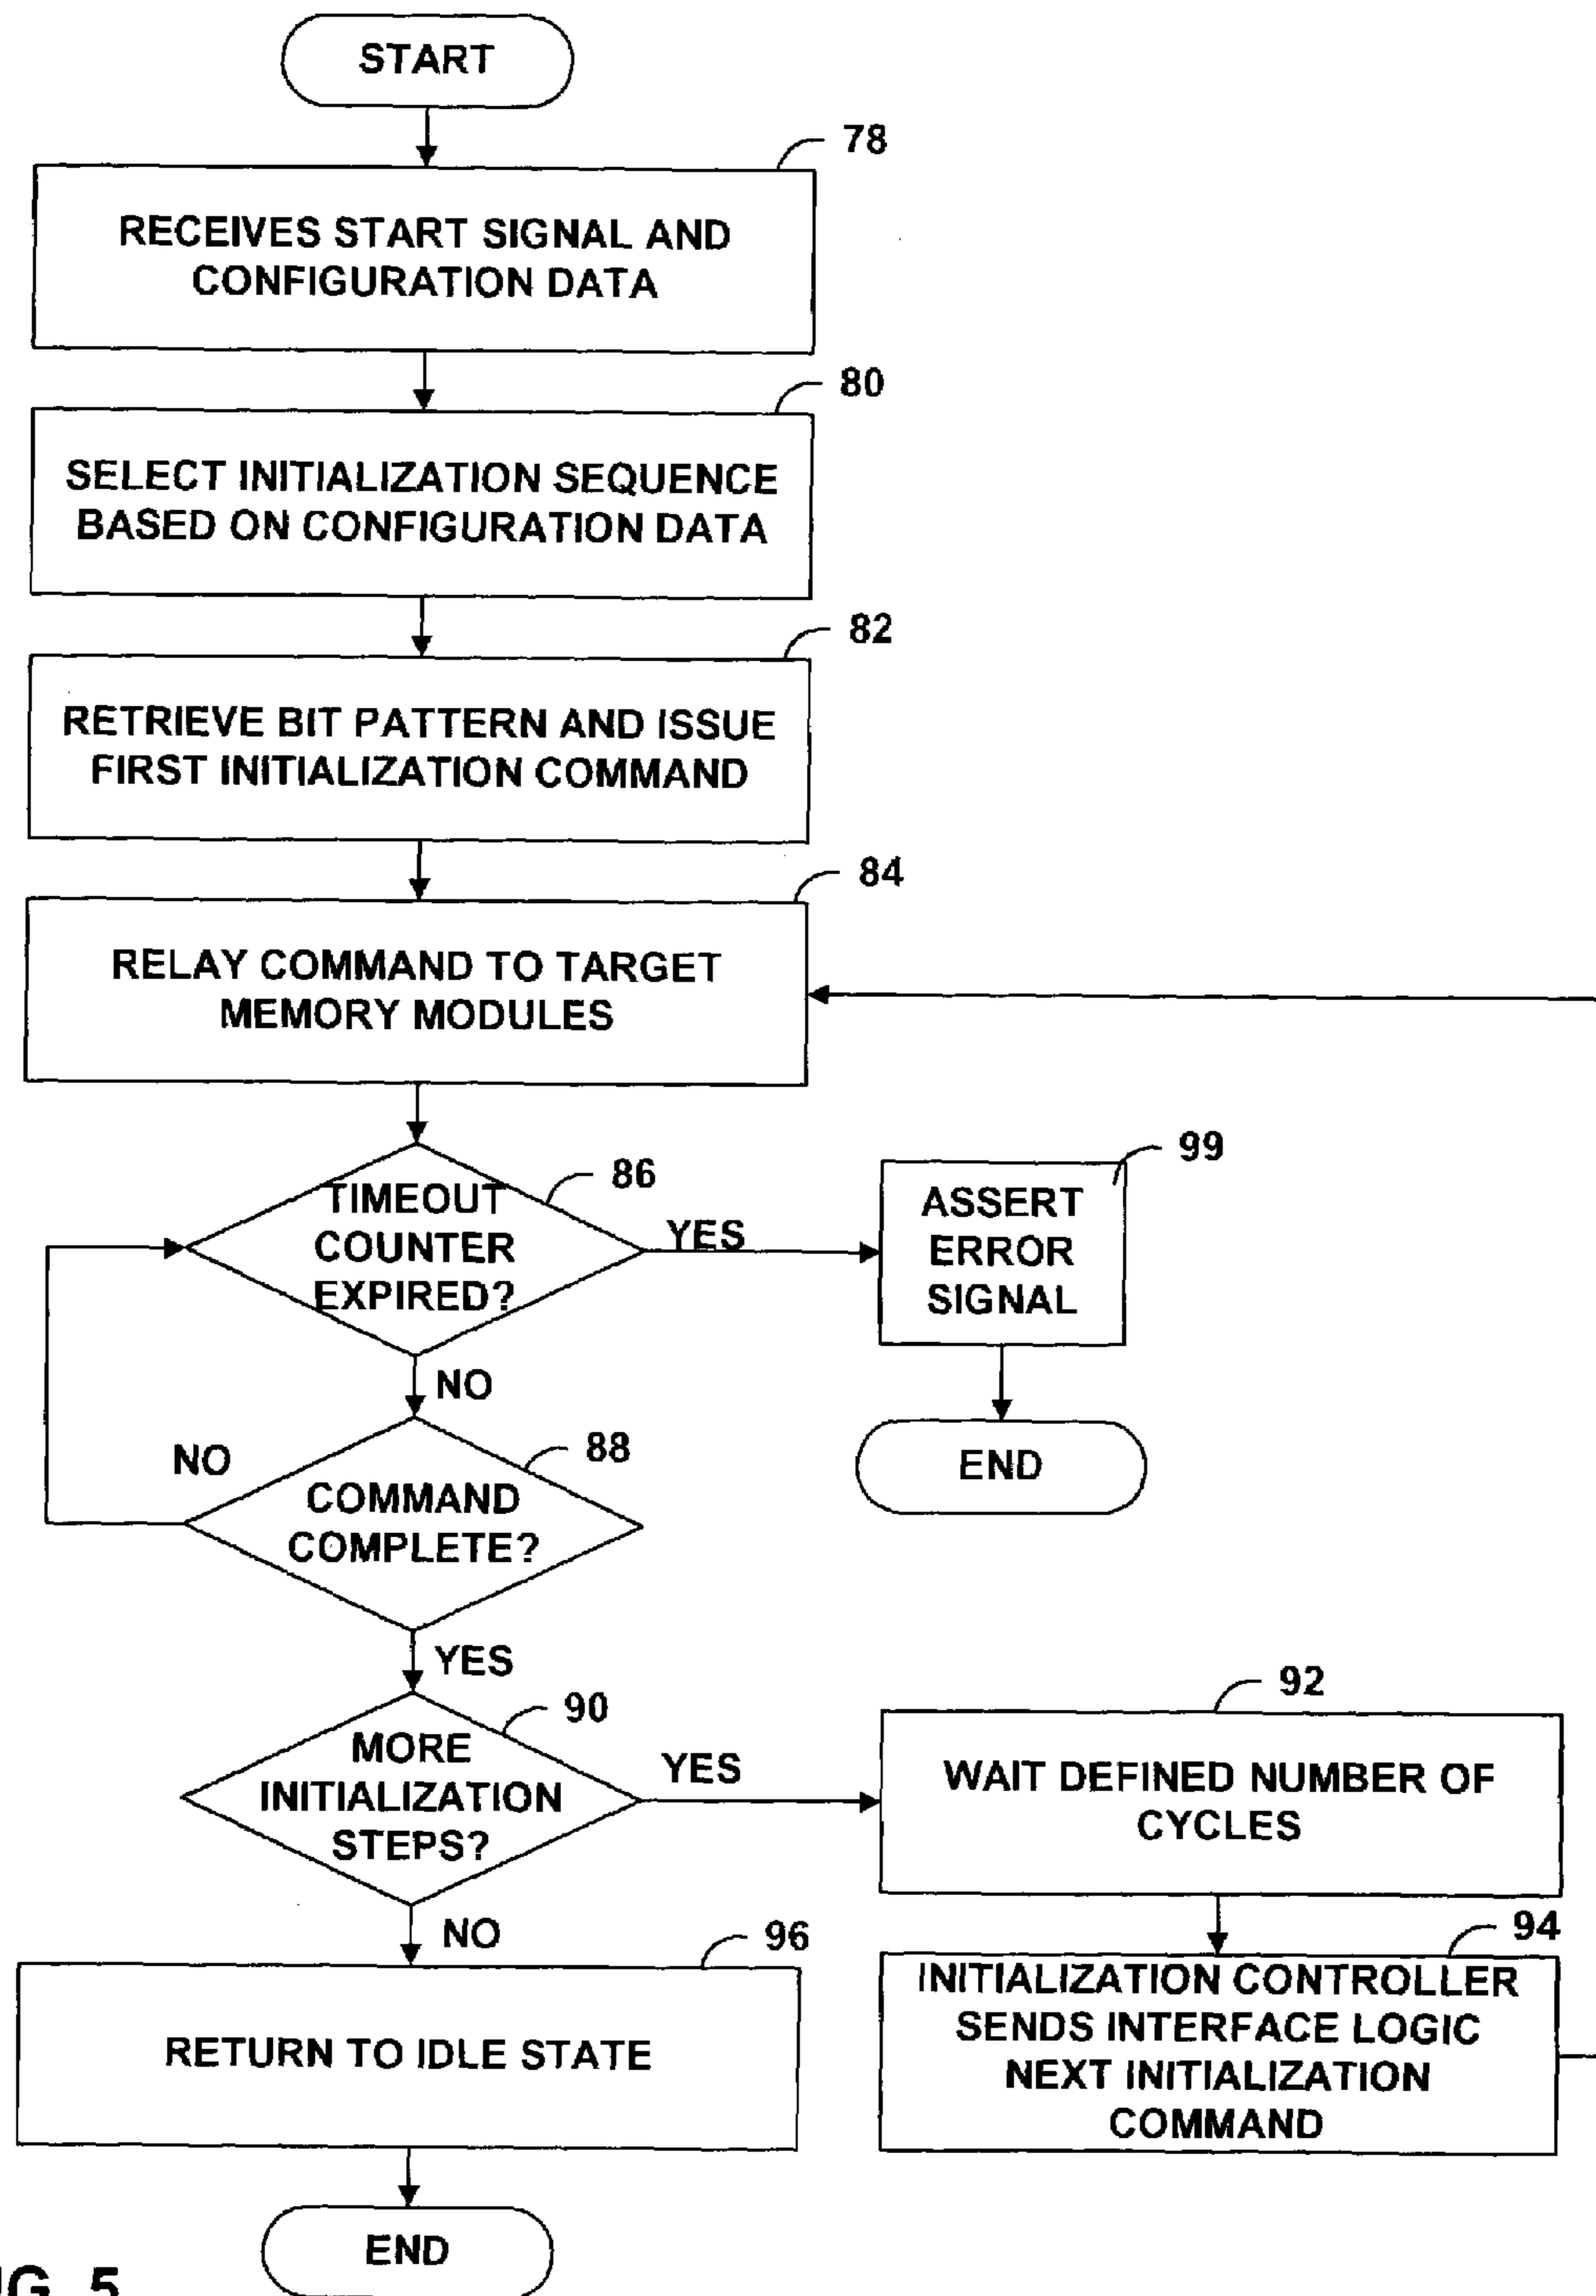 START
78
RECEIVES START SIGNAL AND
CONFIGURATION DATA
80
SELECT INITIALIZATION SEQUENCE
BASED ON CONFIGURATION DATA
82
RETRIEVE BIT PATTERN AND ISSUE
FIRST INITIALIZATION COMMAND
84
RELAY COMMAND TO TARGET
MEMORY MODULES
86
TIMEOUT
COUNTER
EXPIRED?
YES
99
ASSERT
ERROR
SIGNAL
NO
END
88
NO
COMMAND
COMPLETE?
YES
90
MORE
INITIALIZATION
STEPS?
YES
92
WAIT DEFINED NUMBER OF
CYCLES
NO
96
RETURN TO IDLE STATE
94
INITIALIZATION CONTROLLER
SENDS INTERFACE LOGIC
NEXT INITIALIZATION
COMMAND
END
5